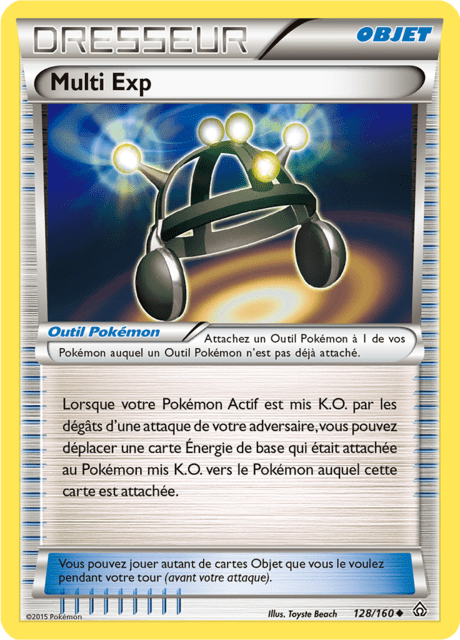 DRESSEUR
OBJET
Multi Exp
Outil Pokémon
Attachez un Outil Pokémon à 1 de vos
Pokémon auquel un Outil Pokémon n'est pas déjà attaché.
Lorsque votre Pokémon Actif est mis K.O. par les
dégâts d'une attaque de votre adversaire, vous pouvez
déplacer une carte Énergie de base qui était attachée
au Pokémon mis K.O. vers le Pokémon auquel cette
carte est attachée.
Vous pouvez jouer autant de cartes Objet que vous le voulez
pendant votre tour (avant votre attaque).
©2015 Pokémon
Illus. Toyste Beach
128/160